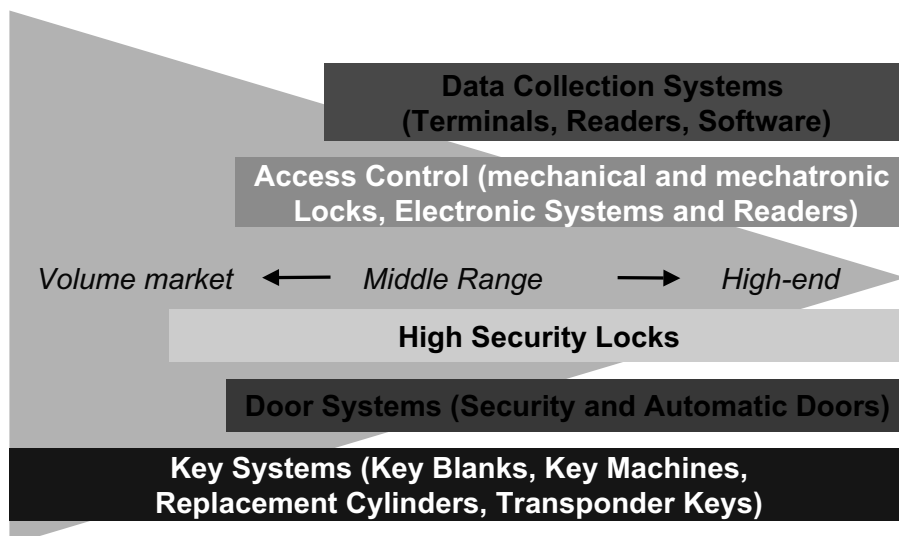 Data Collection Systems
(Terminals, Readers, Software)
Access Control (mechanical and mechatronic
Locks, Electronic Systems and Readers)
Volume market
Middle Range
High-end
High Security Locks
Door Systems (Security and Automatic Doors)
Key Systems (Key Blanks, Key Machines,
Replacement Cylinders, Transponder Keys)